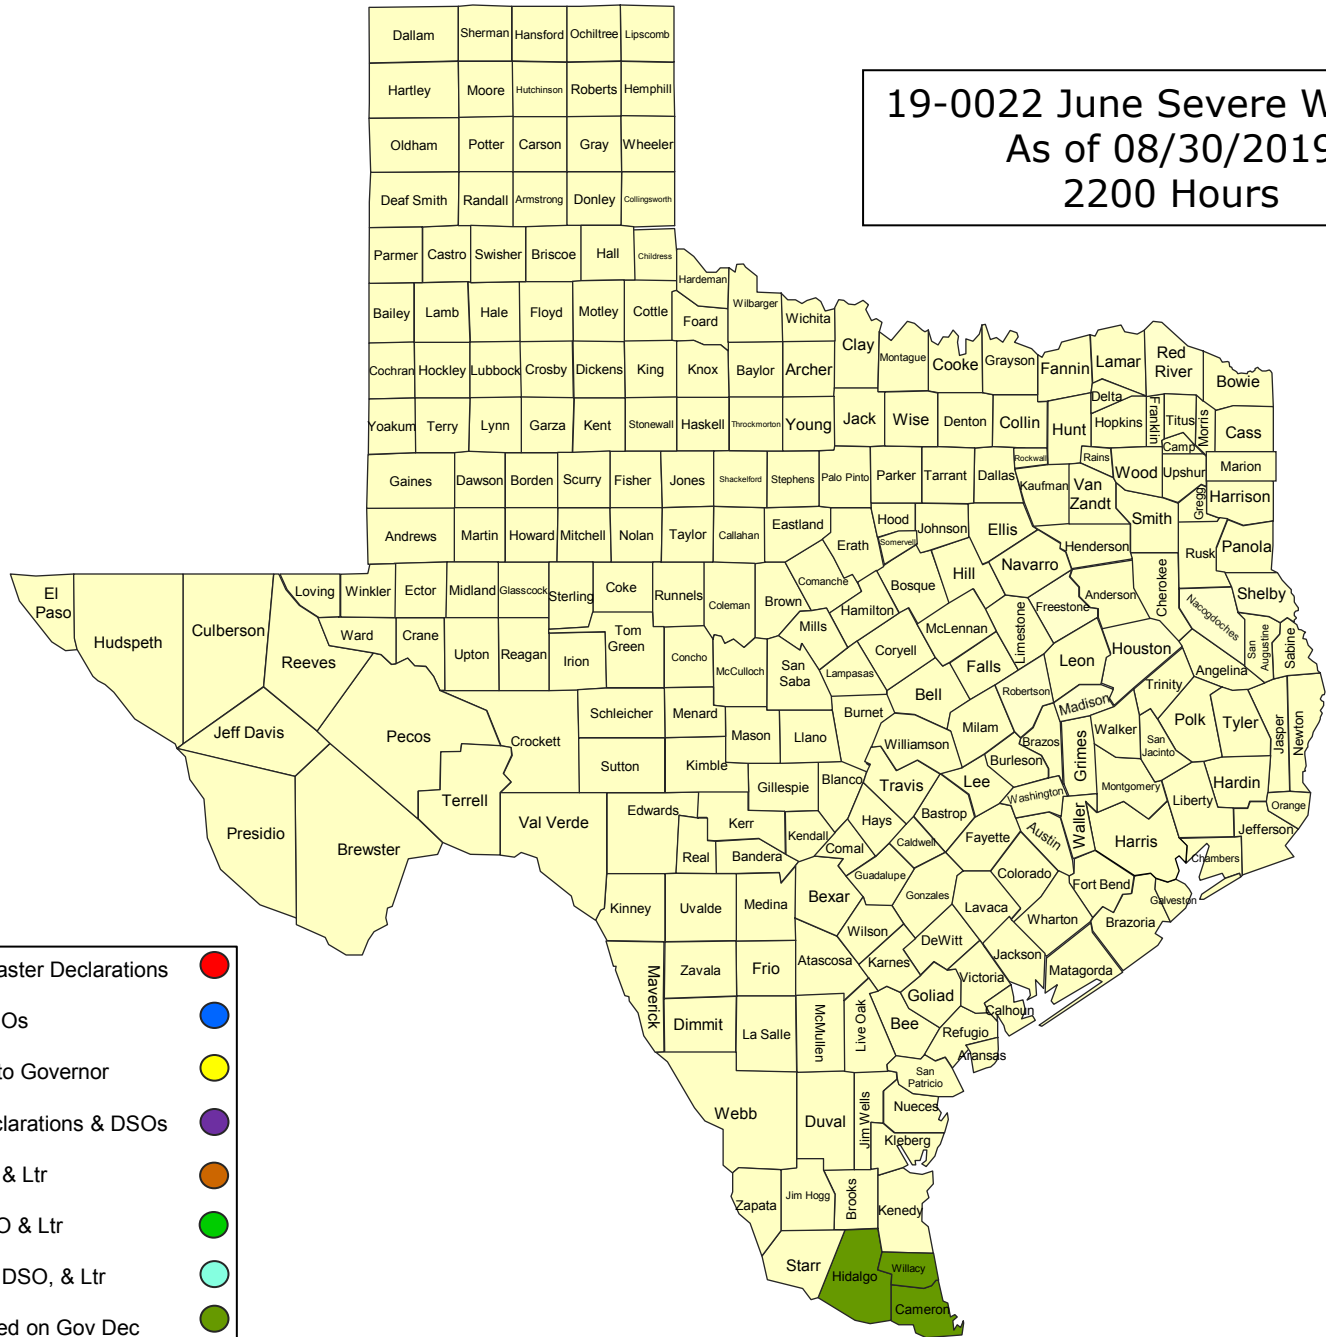 Dallam Sherman Hansford Ochiltree Lipscomb
Hartley Moore Hutchinson Roberts Hemphill
19-0022 June Severe W
As of 08/30/2019
2200 Hours
Oldham Potter Carson Gray Wheeler
Deaf Smith Randall Armstrong Donley Collingsworth
Parmer Castro Swisher Briscoe Hall Childress
Hardeman
Bailey Lamb Hale Floyd Motley Cottle Foard Wilbarger Wichita
Clay Montague Cooke Grayson Fannin Lamar Red River Bowie
Cochran Hockley Lubbock Crosby Dickens King Knox Baylor Archer
Delta
Yoakum Terry Lynn Garza Kent Stonewall Haskell Throckmorton Young Jack Wise Denton Collin Hunt Hopkins Franklin Titus Morris Cass
Camp
Rockwall Rains
Gaines Dawson Borden Scurry Fisher Jones Shackelford Stephens Palo Pinto Parker Tarrant Dallas Kaufman Van Zandt Wood Upshur Marion
Gregg Harrison
Andrews Martin Howard Mitchell Nolan Taylor Callahan Eastland Erath Hood Somervell Johnson Ellis Henderson Smith Rusk Panola
El Paso Hudspeth Culberson Loving Winkler Ector Midland Glasscock Sterling Coke Runnels Coleman Brown Comanche Hamilton Bosque Hill Navarro Freestone Anderson Cherokee Nacogdoches Shelby
Reeves Ward Crane Upton Reagan Irion Tom Green Concho McCulloch San Saba Mills Lampasas Coryell McLennan Limestone Falls Leon Houston Angelina San Augustine Sabine
Jeff Davis Pecos Crockett Schleicher Menard Mason Llano Burnet Bell Milam Robertson Madison Trinity
Williamson Brazos Grimes Walker San Jacinto Polk Tyler Jasper Newton
Sutton Kimble Gillespie Blanco Travis Lee Burleson Washington Montgomery Liberty Hardin Orange
Presidio Brewster Terrell Val Verde Edwards Kerr Kendall Hays Bastrop Caldwell Fayette Austin Waller Harris Jefferson
Real Bandera Comal Guadalupe Gonzales Colorado Fort Bend Chambers Galveston
Kinney Uvalde Medina Bexar Wilson Lavaca Wharton Brazoria
Maverick Zavala Frio Atascosa Karnes DeWitt Jackson Matagorda
Victoria Goliad Calhoun
Dimmit La Salle McMullen Live Oak Bee Refugio Aransas
San Patricio
Webb Duval Jim Wells Nueces
Kleberg
Zapata Jim Hogg Brooks Kenedy
Starr Hidalgo Willacy
Cameron
aster Declarations
Os
to Governor
clarations & DSOs
& Ltr
O & Ltr
DSO, & Ltr
ed on Gov Dec